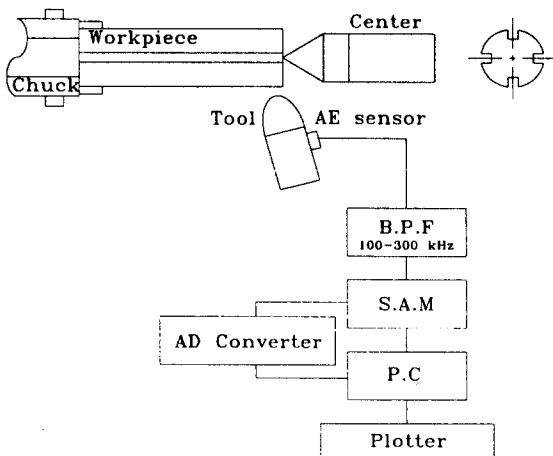 Center
Workpiece
Chuck
Tool
AE sensor
B.P.F
100-300 kHz
S.A.M
AD Converter
P.C
Plotter